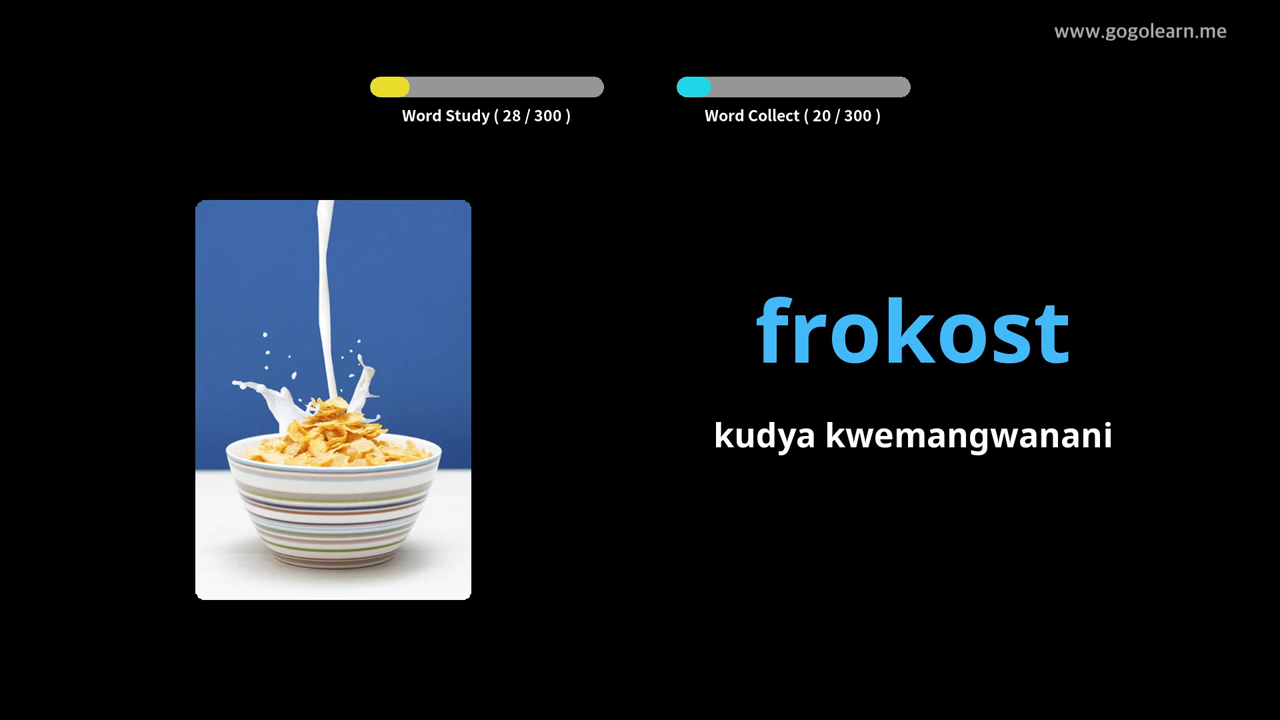 www.gogolearn.me
Word Study ( 28 / 300 )
Word Collect ( 20 / 300 )
frokost
kudya kwemangwanani